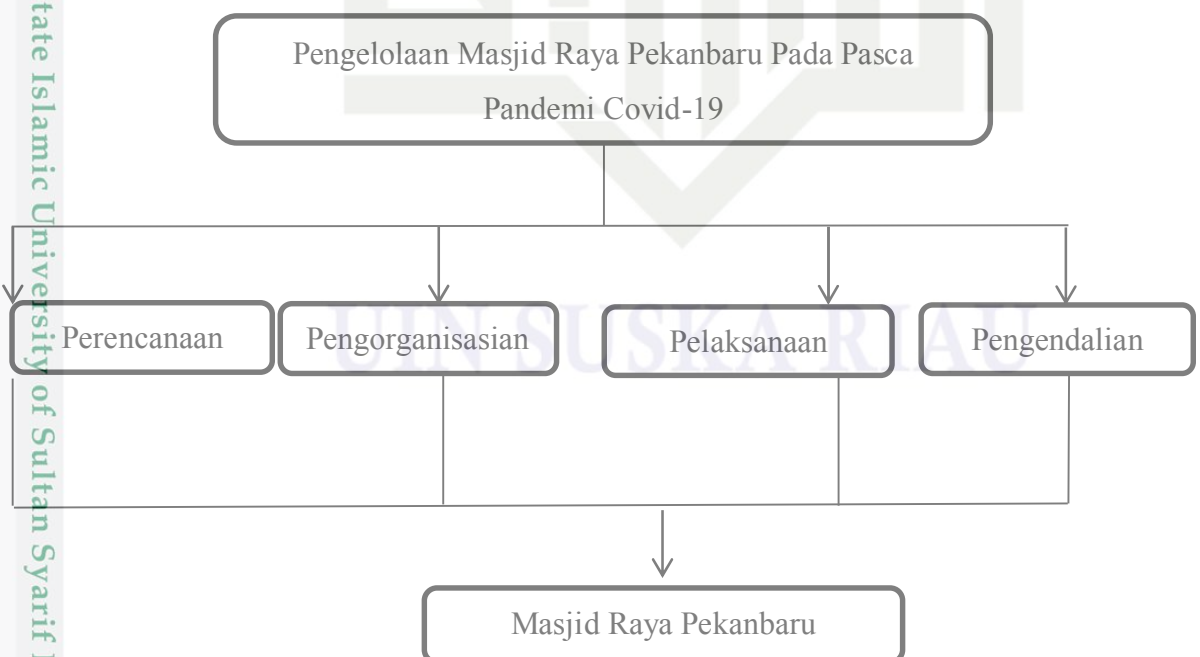 Pengelolaan Masjid Raya Pekanbaru Pada Pasca
Pandemi Covid-19
Perencanaan
Pengorganisasian
Pelaksanaan
Pengendalian
UIN SUSKA RIAU
Masjid Raya Pekanbaru
Islamic University of Sultan Syarif